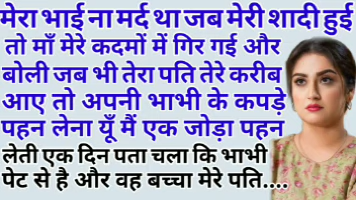 मेरा भाई ना मर्द था जब मेरी शादी हुई
तो माँ मेरे कदमों में गिर गई और
बोली जब भी तेरा पति तेरे करीब
आए तो अपनी भाभी के कपड़े
पहन लेना यूँ मैं एक जोड़ा पहन
लेती एक दिन पता चला कि भाभी
पेट से है और वह बच्चा मेरे पति....